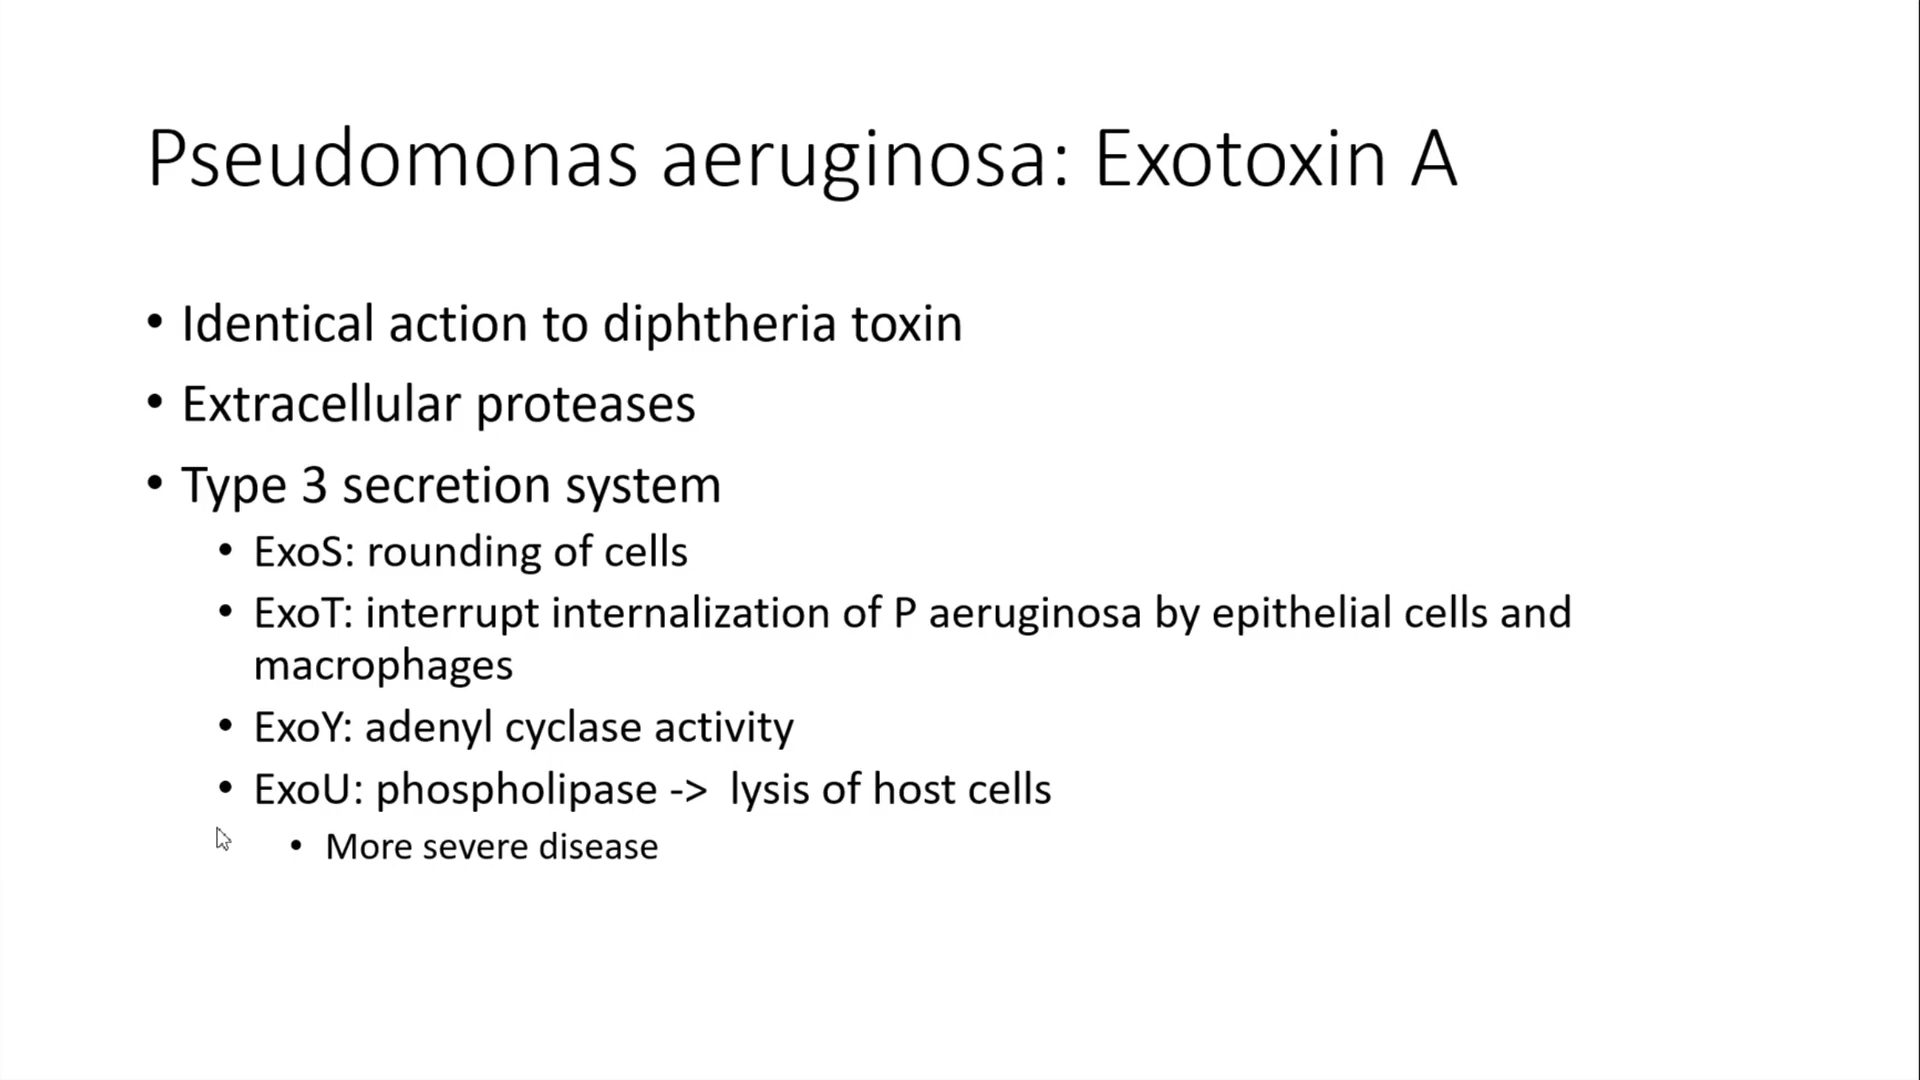 Pseudomonas aeruginosa: Exotoxin A
• Identical action to diphtheria toxin
• Extracellular proteases
• Type 3 secretion system
• ExoS: rounding of cells
• ExoT: interrupt internalization of P aeruginosa by epithelial cells and
macrophages
• ExoY: adenyl cyclase activity
• ExoU: phospholipase -> lysis of host cells
• More severe disease